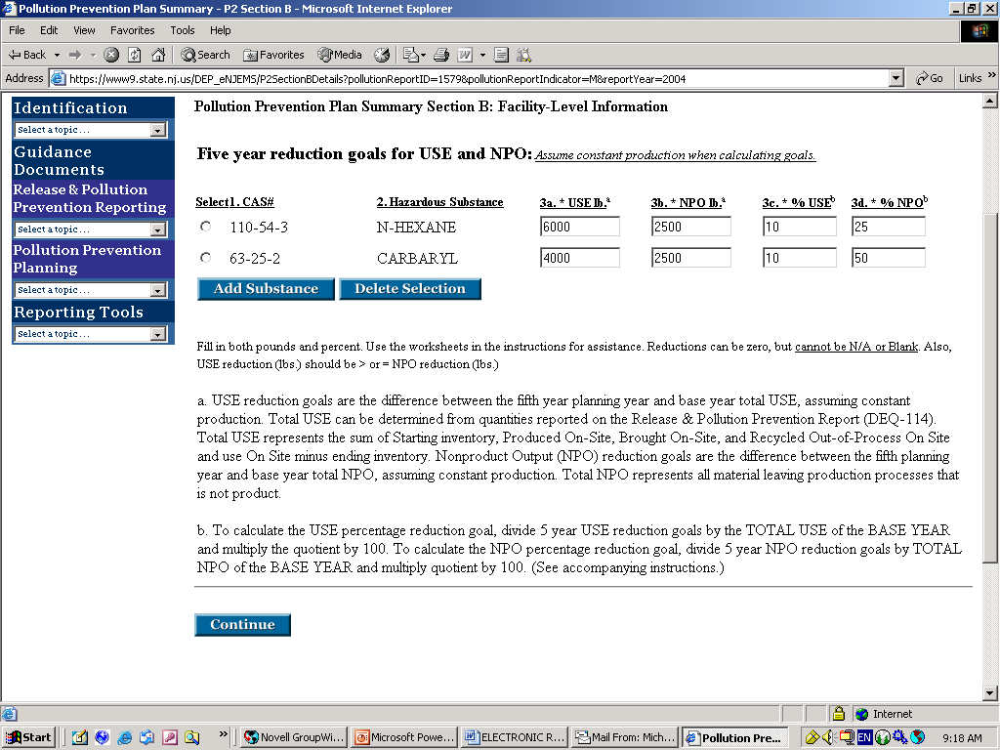 Pollution Prevention Plan Summary - P2 Section B - Microsoft Internet Explorer
File Edit View Favorites Tools Help
Back Search Favorites Media
Address https://www9.state.nj.us/DEP_eNJEMS/P2SectionBDetails?pollutionReportID=1579&pollutionReportIndicator=M&reportYear=2004 Go Links »
Identification
Select a topic...
Guidance
Documents
Release & Pollution
Prevention Reporting
Select a topic...
Pollution Prevention
Planning
Select a topic...
Reporting Tools
Select a topic...
Pollution Prevention Plan Summary Section B: Facility-Level Information
Five year reduction goals for USE and NPO: Assume constant production when calculating goals.
Select 1. CAS# 2. Hazardous Substance 3a. * USE lb.a 3b. * NPO lb.a 3c. * % USEb 3d. * % NPOb
110-54-3 N-HEXANE 6000 2500 10 25
63-25-2 CARBARYL 4000 2500 10 50
Add Substance Delete Selection
Fill in both pounds and percent. Use the worksheets in the instructions for assistance. Reductions can be zero, but cannot be N/A or Blank. Also,
USE reduction (lbs.) should be > or = NPO reduction (lbs.)
a. USE reduction goals are the difference between the fifth year planning year and base year total USE, assuming constant
production. Total USE can be determined from quantities reported on the Release & Pollution Prevention Report (DEQ-114).
Total USE represents the sum of Starting inventory, Produced On-Site, Brought On-Site, and Recycled Out-of-Process On Site
and use On Site minus ending inventory. Nonproduct Output (NPO) reduction goals are the difference between the fifth planning
year and base year total NPO, assuming constant production. Total NPO represents all material leaving production processes that
is not product.
b. To calculate the USE percentage reduction goal, divide 5 year USE reduction goals by the TOTAL USE of the BASE YEAR
and multiply the quotient by 100. To calculate the NPO percentage reduction goal, divide 5 year NPO reduction goals by TOTAL
NPO of the BASE YEAR and multiply quotient by 100. (See accompanying instructions.)
Continue
Internet
Start » Novell GroupWi... Microsoft Powe... ELECTRONIC R... Mail From: Mich... Pollution Pre... EN 9:18 AM